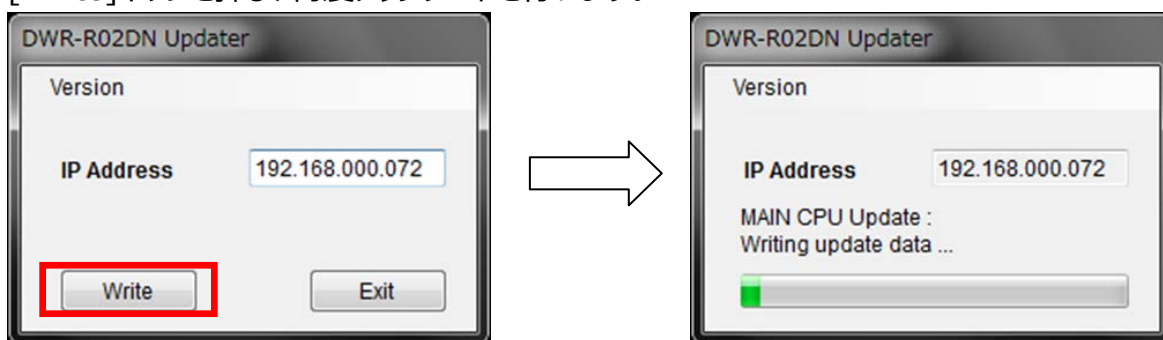 DWR-R02DN Updater
Version
IP Address 192.168.000.072
Write Exit
DWR-R02DN Updater
Version
IP Address 192.168.000.072
MAIN CPU Update :
Writing update data ...